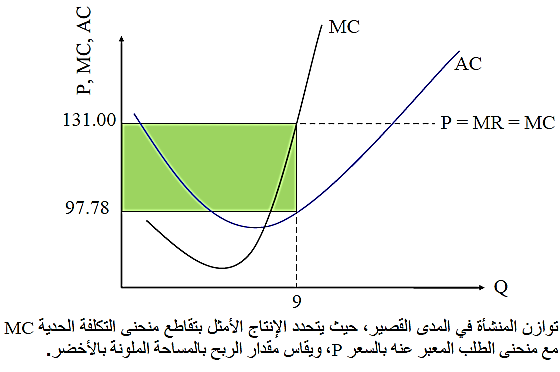 P, MC, AC
MC
AC
131.00
P = MR = MC
97.78
Q
9
توازن المنشأة في المدى القصير، حيث يتحدد الإنتاج الأمثل بتقاطع منحنى التكلفة الحدية MC
مع منحنى الطلب المعبر عنه بالسعر P، ويقاس مقدار الربح بالمساحة الملونة بالأخضر.